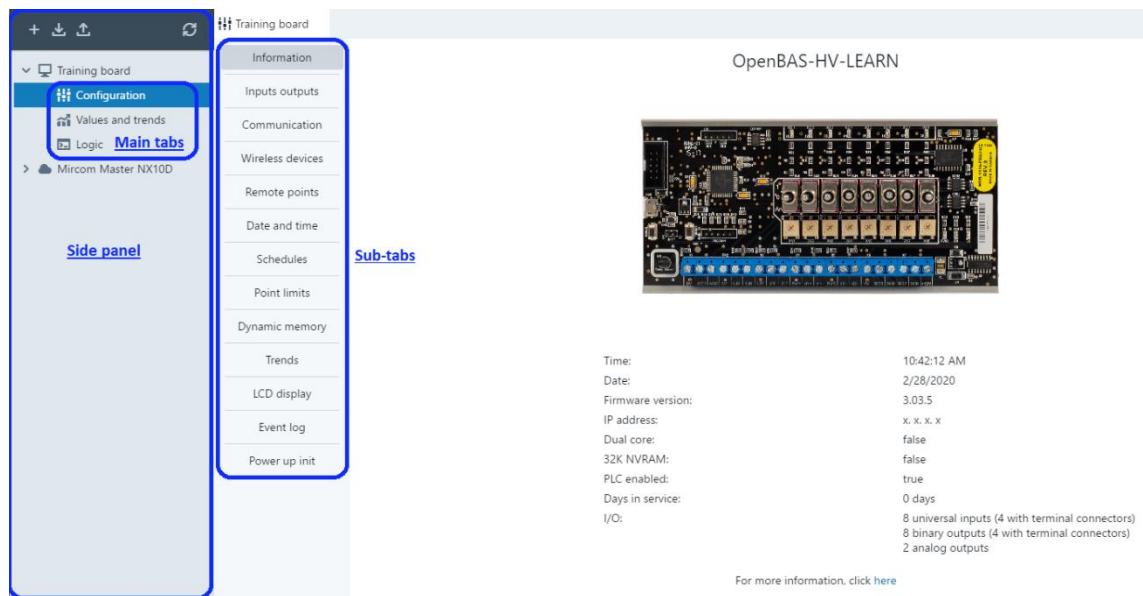 Training board
Training board
Configuration
Values and trends
Logic
Main tabs
Mircom Master NX10D
Side panel
Information
Inputs outputs
Communication
Wireless devices
Remote points
Date and time
Schedules
Point limits
Dynamic memory
Trends
LCD display
Event log
Power up init
Sub-tabs
OpenBAS-HV-LEARN
Time: 10:42:12 AM
Date: 2/28/2020
Firmware version: 3.03.5
IP address: x. x. x. x
Dual core: false
32K NVRAM: false
PLC enabled: true
Days in service: 0 days
I/O: 8 universal inputs (4 with terminal connectors)
8 binary outputs (4 with terminal connectors)
2 analog outputs
For more information, click here